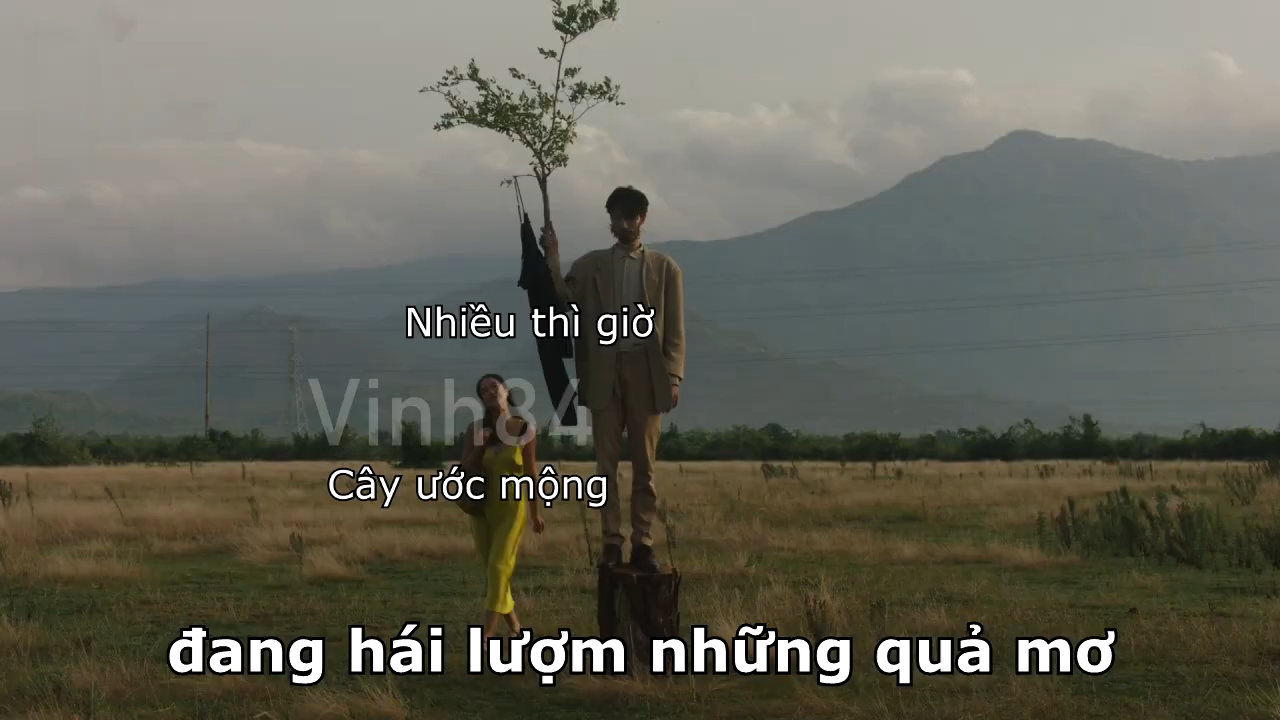 Nhiều thì giờ
Vinh84
Cây ước mộng
đang hái lượm những quả mơ